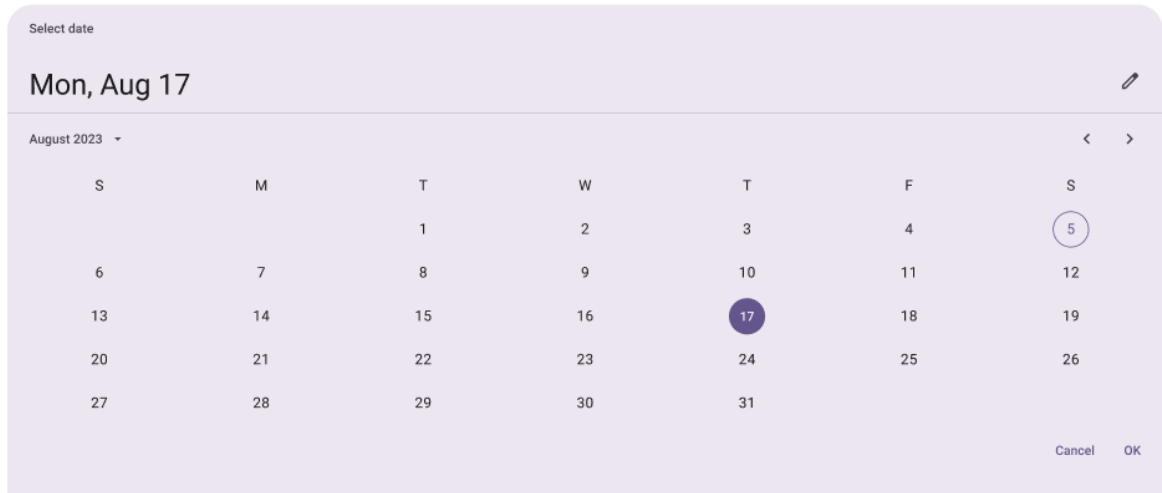 Select date
Mon, Aug 17
August 2023
S M T W T F S
1 2 3 4 5
6 7 8 9 10 11 12
13 14 15 16 17 18 19
20 21 22 23 24 25 26
27 28 29 30 31
Cancel OK